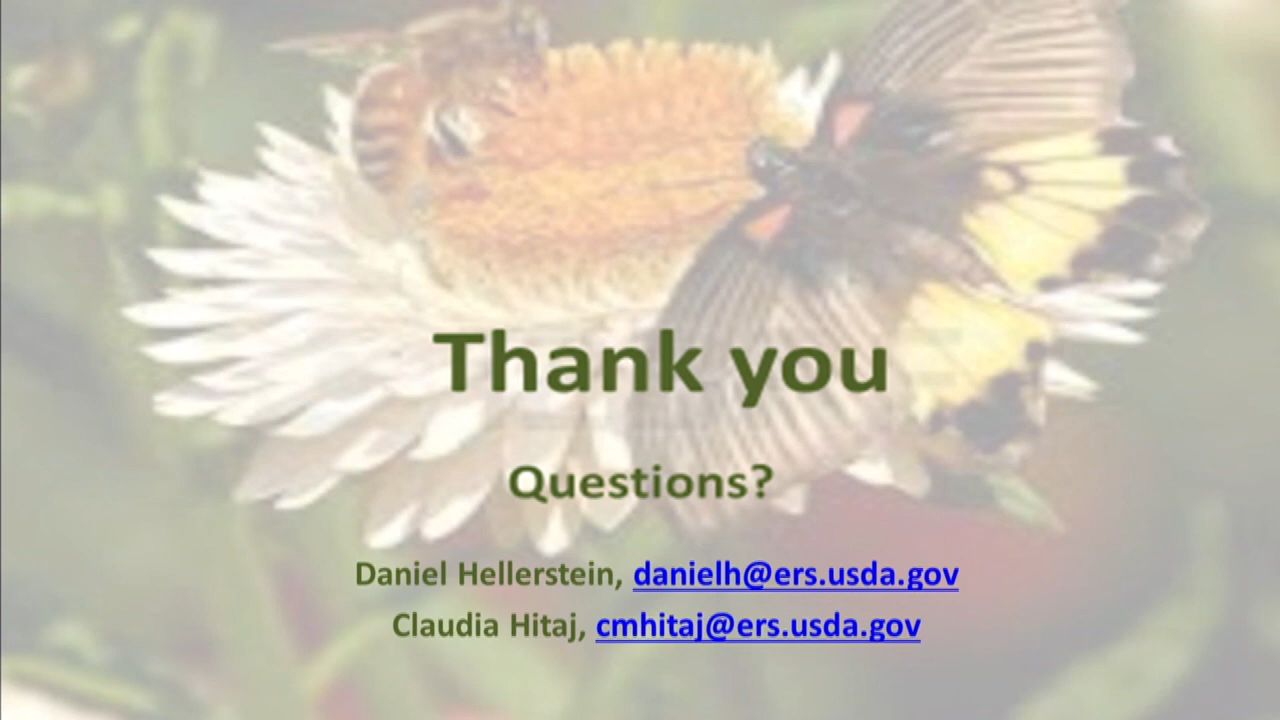 Thank you
Questions?
Daniel Hellerstein, danielh@ers.usda.gov
Claudia Hitaj, cmhitaj@ers.usda.gov